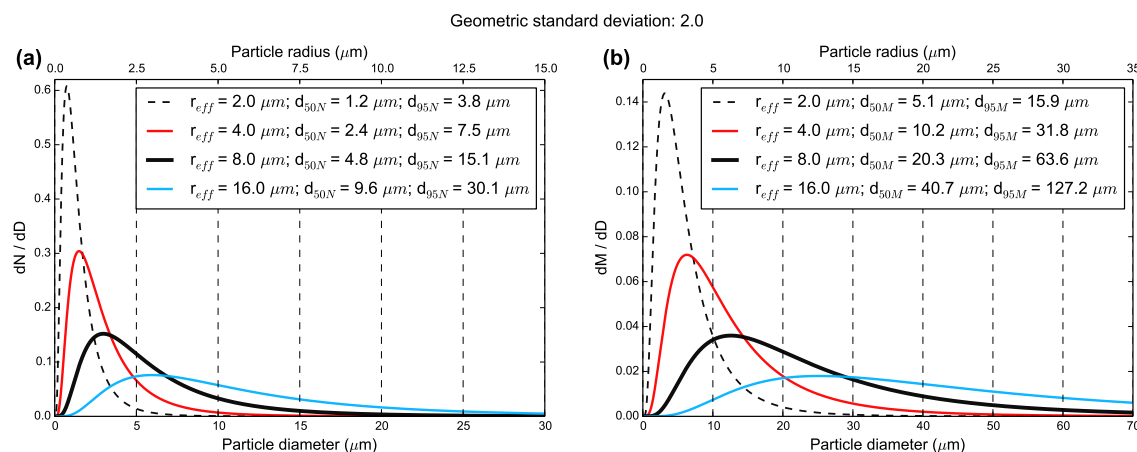 Geometric standard deviation: 2.0
(a)
Particle radius (μm)
0.0 2.5 5.0 7.5 10.0 12.5 15.0
r_eff = 2.0 μm; d_50N = 1.2 μm; d_95N = 3.8 μm
r_eff = 4.0 μm; d_50N = 2.4 μm; d_95N = 7.5 μm
r_eff = 8.0 μm; d_50N = 4.8 μm; d_95N = 15.1 μm
r_eff = 16.0 μm; d_50N = 9.6 μm; d_95N = 30.1 μm
dN / dD
0.6
0.5
0.4
0.3
0.2
0.1
0.0
0 5 10 15 20 25 30
Particle diameter (μm)
(b)
Particle radius (μm)
0 5 10 15 20 25 30 35
r_eff = 2.0 μm; d_50M = 5.1 μm; d_95M = 15.9 μm
r_eff = 4.0 μm; d_50M = 10.2 μm; d_95M = 31.8 μm
r_eff = 8.0 μm; d_50M = 20.3 μm; d_95M = 63.6 μm
r_eff = 16.0 μm; d_50M = 40.7 μm; d_95M = 127.2 μm
dM / dD
0.14
0.12
0.10
0.08
0.06
0.04
0.02
0.00
0 10 20 30 40 50 60 70
Particle diameter (μm)